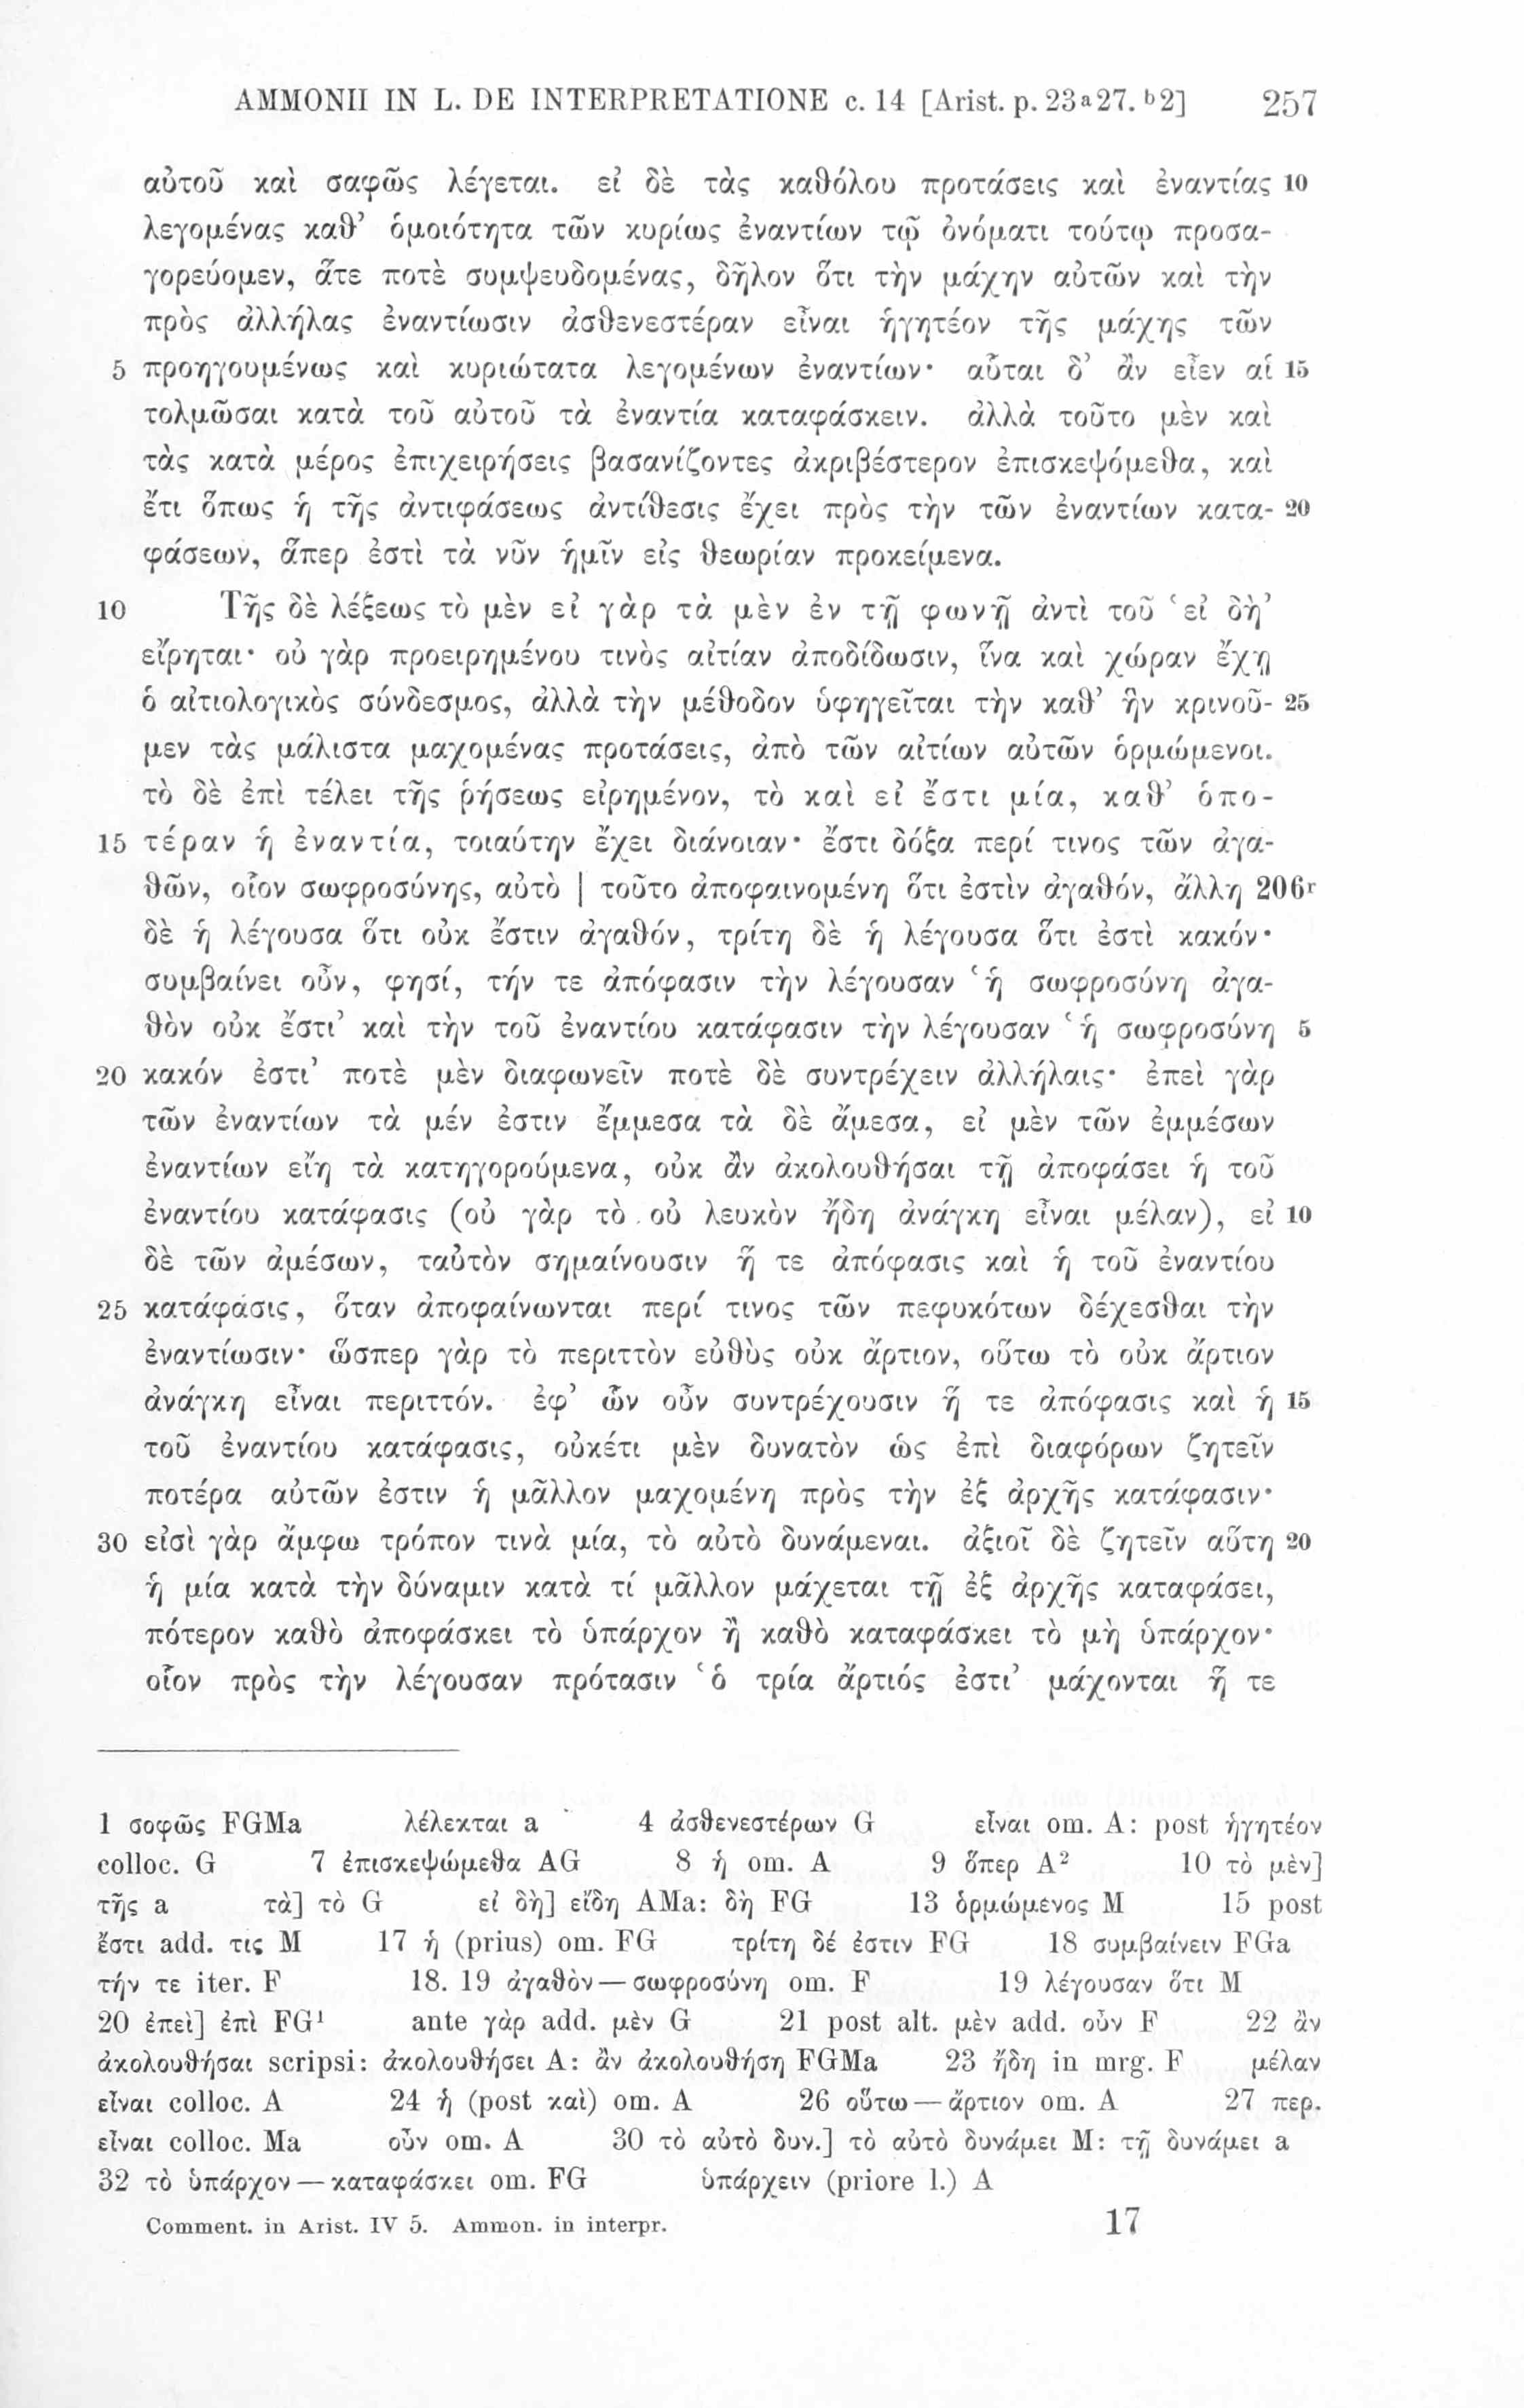 AMMONII IN L. DE INTERPRETATIONE c. 14 [Arist. p. 23ᵃ27. ᵇ2] 257
αὐτοῦ καὶ σαφῶς λέγεται. εἰ δὲ τὰς καθόλου προτάσεις καὶ ἐναντίας 10
λεγομένας καθ’ ὁμοιότητα τῶν κυρίως ἐναντίων τῷ ὀνόματι τούτῳ προσα-
γορεύομεν, ἅτε ποτὲ συμψευδομένας, δῆλον ὅτι τὴν μάχην αὐτῶν καὶ τὴν
πρὸς ἀλλήλας ἐναντίωσιν ἀσθενεστέραν εἶναι ἡγητέον τῆς μάχης τῶν
5 προηγουμένως καὶ κυριώτατα λεγομένων ἐναντίων· αὗται δ’ ἂν εἶεν αἱ 15
τολμῶσαι κατὰ τοῦ αὐτοῦ τὰ ἐναντία καταφάσκειν. ἀλλὰ τοῦτο μὲν καὶ
τὰς κατὰ μέρος ἐπιχειρήσεις βασανίζοντες ἀκριβέστερον ἐπισκεψόμεθα, καὶ
ἔτι ὅπως ἡ τῆς ἀντιφάσεως ἀντίθεσις ἔχει πρὸς τὴν τῶν ἐναντίων κατα- 20
φάσεων, ἅπερ ἐστὶ τὰ νῦν ἡμῖν εἰς θεωρίαν προκείμενα.
10 Τῆς δὲ λέξεως τὸ μὲν εἰ γὰρ τὰ μὲν ἐν τῇ φωνῇ ἀντὶ τοῦ ‘εἰ δὴ’
εἴρηται· οὐ γὰρ προειρημένου τινὸς αἰτίαν ἀποδίδωσιν, ἵνα καὶ χώραν ἔχῃ
ὁ αἰτιολογικὸς σύνδεσμος, ἀλλὰ τὴν μέθοδον ὑφηγεῖται τὴν καθ’ ἣν κρινοῦ- 25
μεν τὰς μάλιστα μαχομένας προτάσεις, ἀπὸ τῶν αἰτίων αὐτῶν ὁρμώμενοι.
τὸ δὲ ἐπὶ τέλει τῆς ῥήσεως εἰρημένον, τὸ καὶ εἰ ἔστι μία, καθ’ ὁπο-
15 τέραν ἡ ἐναντία, τοιαύτην ἔχει διάνοιαν· ἔστι δόξα περί τινος τῶν ἀγα-
θῶν, οἷον σωφροσύνης, αὐτὸ | τοῦτο ἀποφαινομένη ὅτι ἐστὶν ἀγαθόν, ἄλλη 206ʳ
δὲ ἡ λέγουσα ὅτι οὐκ ἔστιν ἀγαθόν, τρίτη δὲ ἡ λέγουσα ὅτι ἐστὶ κακόν·
συμβαίνει οὖν, φησί, τήν τε ἀπόφασιν τὴν λέγουσαν ‘ἡ σωφροσύνη ἀγα-
θὸν οὐκ ἔστι’ καὶ τὴν τοῦ ἐναντίου κατάφασιν τὴν λέγουσαν ‘ἡ σωφροσύνη 5
20 κακόν ἐστι’ ποτὲ μὲν διαφωνεῖν ποτὲ δὲ συντρέχειν ἀλλήλαις· ἐπεὶ γὰρ
τῶν ἐναντίων τὰ μέν ἐστιν ἔμμεσα τὰ δὲ ἄμεσα, εἰ μὲν τῶν ἐμμέσων
ἐναντίων εἴη τὰ κατηγορούμενα, οὐκ ἂν ἀκολουθήσαι τῇ ἀποφάσει ἡ τοῦ
ἐναντίου κατάφασις (οὐ γὰρ τὸ οὐ λευκὸν ἤδη ἀνάγκη εἶναι μέλαν), εἰ 10
δὲ τῶν ἀμέσων, ταὐτὸν σημαίνουσιν ἥ τε ἀπόφασις καὶ ἡ τοῦ ἐναντίου
25 κατάφασις, ὅταν ἀποφαίνωνται περί τινος τῶν πεφυκότων δέχεσθαι τὴν
ἐναντίωσιν· ὥσπερ γὰρ τὸ περιττὸν εὐθὺς οὐκ ἄρτιον, οὕτω τὸ οὐκ ἄρτιον
ἀνάγκη εἶναι περιττόν. ἐφ’ ὧν οὖν συντρέχουσιν ἥ τε ἀπόφασις καὶ ἡ 15
τοῦ ἐναντίου κατάφασις, οὐκέτι μὲν δυνατὸν ὡς ἐπὶ διαφόρων ζητεῖν
ποτέρα αὐτῶν ἐστιν ἡ μᾶλλον μαχομένη πρὸς τὴν ἐξ ἀρχῆς κατάφασιν·
30 εἰσὶ γὰρ ἄμφω τρόπον τινὰ μία, τὸ αὐτὸ δυνάμεναι. ἀξιοῖ δὲ ζητεῖν αὕτη 20
ἡ μία κατὰ τὴν δύναμιν κατὰ τί μᾶλλον μάχεται τῇ ἐξ ἀρχῆς καταφάσει,
πότερον καθὸ ἀποφάσκει τὸ ὑπάρχον ἢ καθὸ καταφάσκει τὸ μὴ ὑπάρχον·
οἷον πρὸς τὴν λέγουσαν πρότασιν ‘ὁ τρία ἄρτιός ἐστι’ μάχονται ἥ τε
1 σοφῶς FGMa λέλεκται a 4 ἀσθενεστέρων G εἶναι om. A: post ἡγητέον
colloc. G 7 ἐπισκεψώμεθα AG 8 ἡ om. A 9 ὅπερ A² 10 τὸ μὲν]
τῆς a τὰ] τὸ G εἰ δὴ] εἴδη AMa: δὴ FG 13 ὁρμώμενος M 15 post
ἔστι add. τις M 17 ἡ (prius) om. FG τρίτη δέ ἐστιν FG 18 συμβαίνειν FGa
τήν τε iter. F 18. 19 ἀγαθὸν — σωφροσύνη om. F 19 λέγουσαν ὅτι M
20 ἐπεὶ] ἐπὶ FG¹ ante γὰρ add. μὲν G 21 post alt. μὲν add. οὖν F 22 ἂν
ἀκολουθήσαι scripsi: ἀκολουθήσει A: ἂν ἀκολουθήσῃ FGMa 23 ἤδη in mrg. F μέλαν
εἶναι colloc. A 24 ἡ (post καὶ) om. A 26 οὕτω — ἄρτιον om. A 27 περ.
εἶναι colloc. Ma οὖν om. A 30 τὸ αὐτὸ δυν.] τὸ αὐτὸ δυνάμει M: τῇ δυνάμει a
32 τὸ ὑπάρχον — καταφάσκει om. FG ὑπάρχειν (priore l.) A
Comment. in Arist. IV 5. Ammon. in interpr. 17